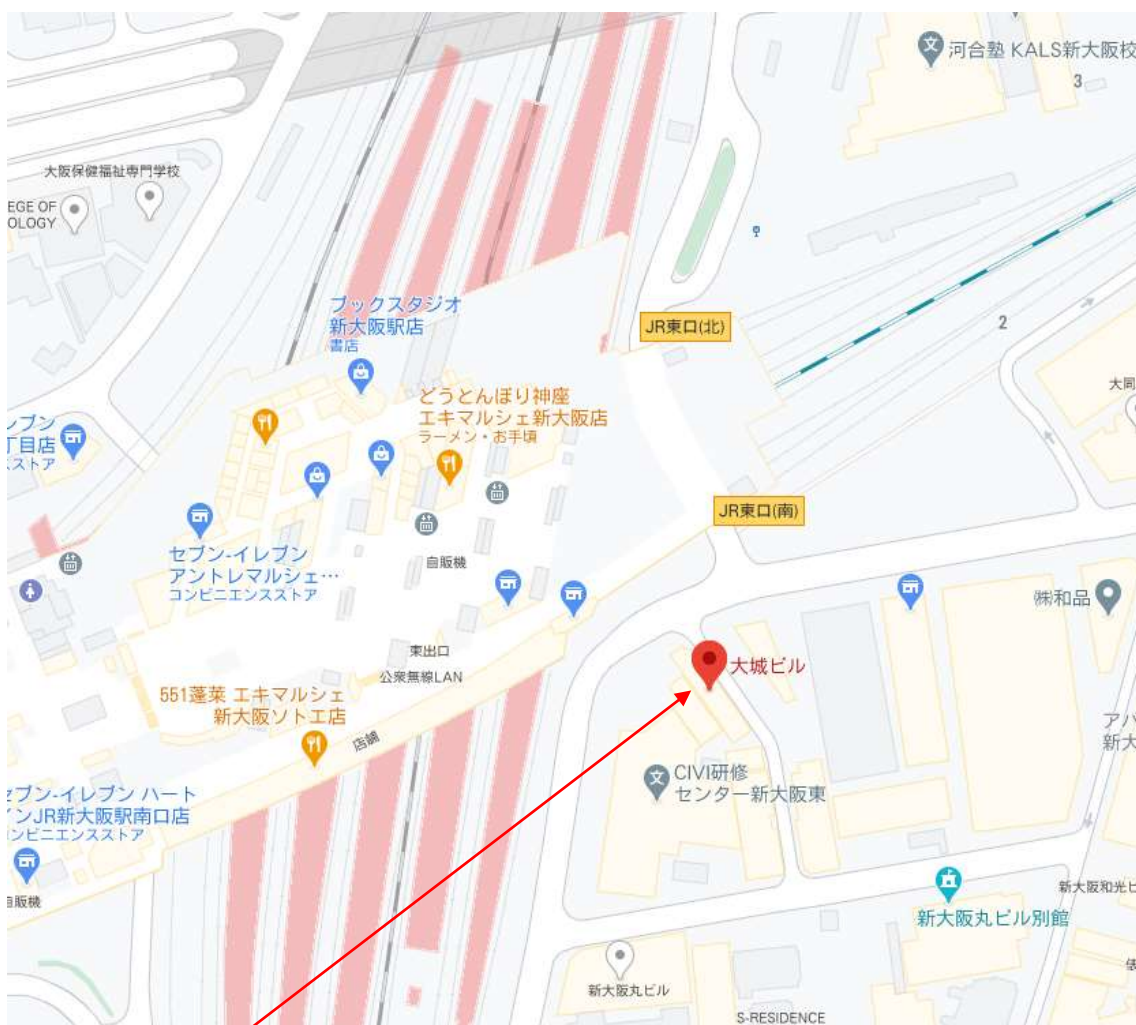 河合塾 KALS新大阪校
3
大阪保健福祉専門学校
EGE OF
OLOGY
ブックスタジオ
新大阪駅店
書店
JR東口(北)
2
どうとんぼり神座
エキマルシェ新大阪店
ラーメン・お手頃
大同
レブン
丁目店
スストア
JR東口(南)
セブン-イレブン
アントレマルシェ…
コンビニエンスストア
自販機
㈱和品
東出口
公衆無線LAN
大城ビル
551蓬莱 エキマルシェ
新大阪ソトエ店
店舗
アパ
新大
CIVI研修
センター新大阪東
セブン-イレブン ハート
インJR新大阪駅南口店
コンビニエンスストア
自販機
新大阪和光ビ
新大阪丸ビル別館
新大阪丸ビル
S-RESIDENCE